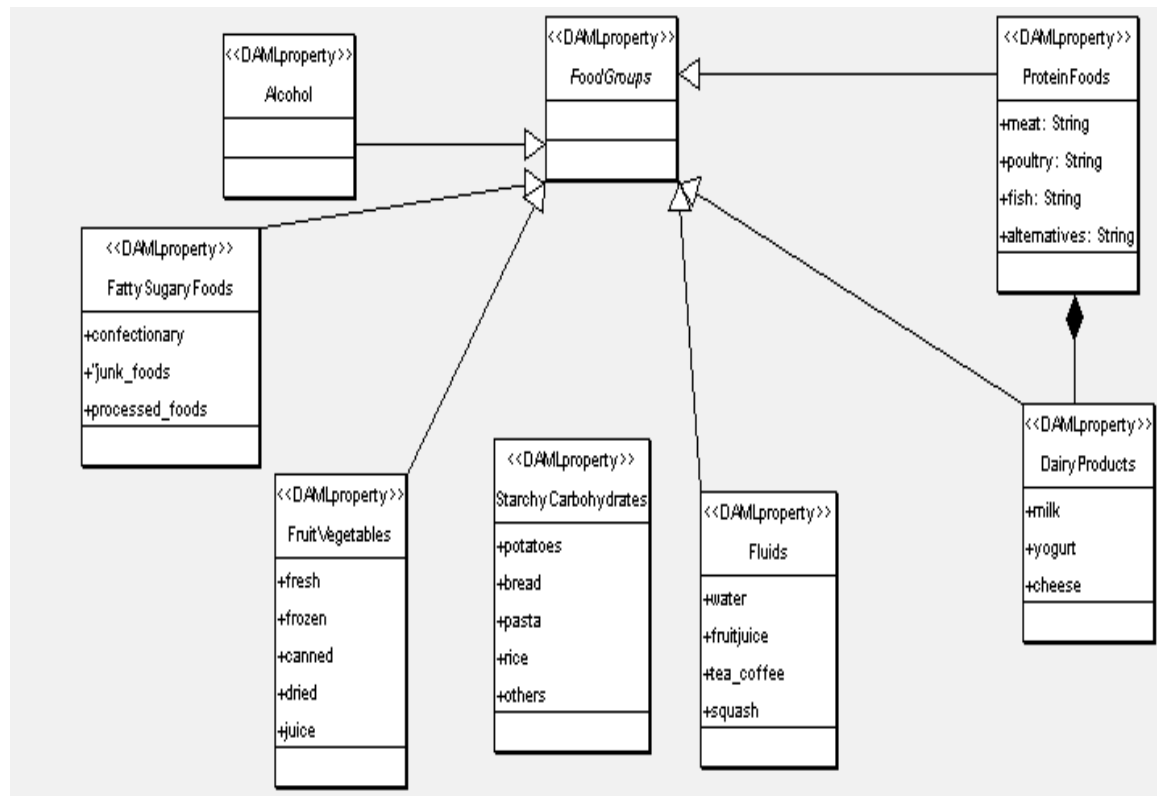 <<DAMLproperty>>
Alcohol
<<DAMLproperty>>
FoodGroups
<<DAMLproperty>>
ProteinFoods
+meat: String
+poultry: String
+fish: String
+alternatives: String
<<DAMLproperty>>
FattySugaryFoods
+confectionary
+"junk_foods
+processed_foods
<<DAMLproperty>>
FruitVegetables
+fresh
+frozen
+canned
+dried
+juice
<<DAMLproperty>>
StarchyCarbohydrates
+potatoes
+bread
+pasta
+rice
+others
<<DAMLproperty>>
Fluids
+water
+fruitjuice
+tea_coffee
+squash
<<DAMLproperty>>
DairyProducts
+milk
+yogurt
+cheese